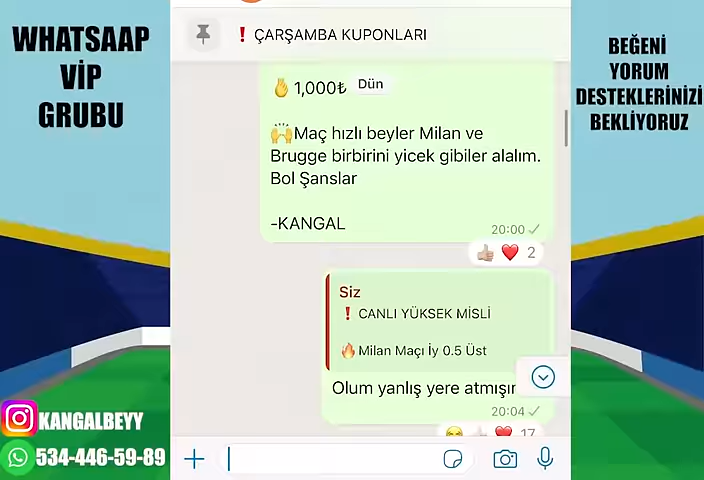 WHATSAAP
VİP
GRUBU
BEĞENİ
YORUM
DESTEKLERİNİZİ
BEKLİYORUZ
❗ ÇARŞAMBA KUPONLARI
🫰 1,000₺
Dün
🙌Maç hızlı beyler Milan ve
Brugge birbirini yicek gibiler alalım.
Bol Şanslar
-KANGAL
20:00 ✓
👍 ❤️ 2
Siz
❗ CANLI YÜKSEK MİSLİ
🔥Milan Maçı İy 0.5 Üst
Olum yanlış yere atmışır
20:04 ✓
😂 👍 ❤️ 17
KANGALBEYY
534-446-59-89